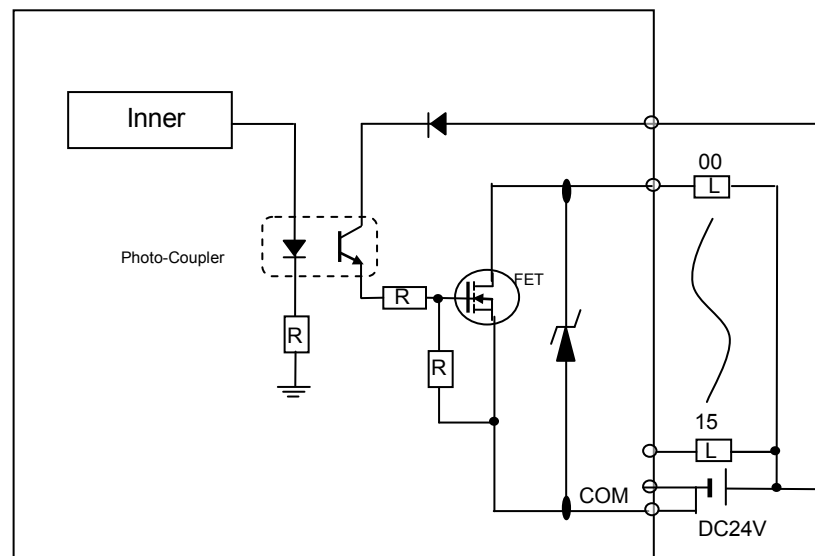 Inner
00
L
Photo-Coupler
FET
R
R
R
15
L
COM
DC24V